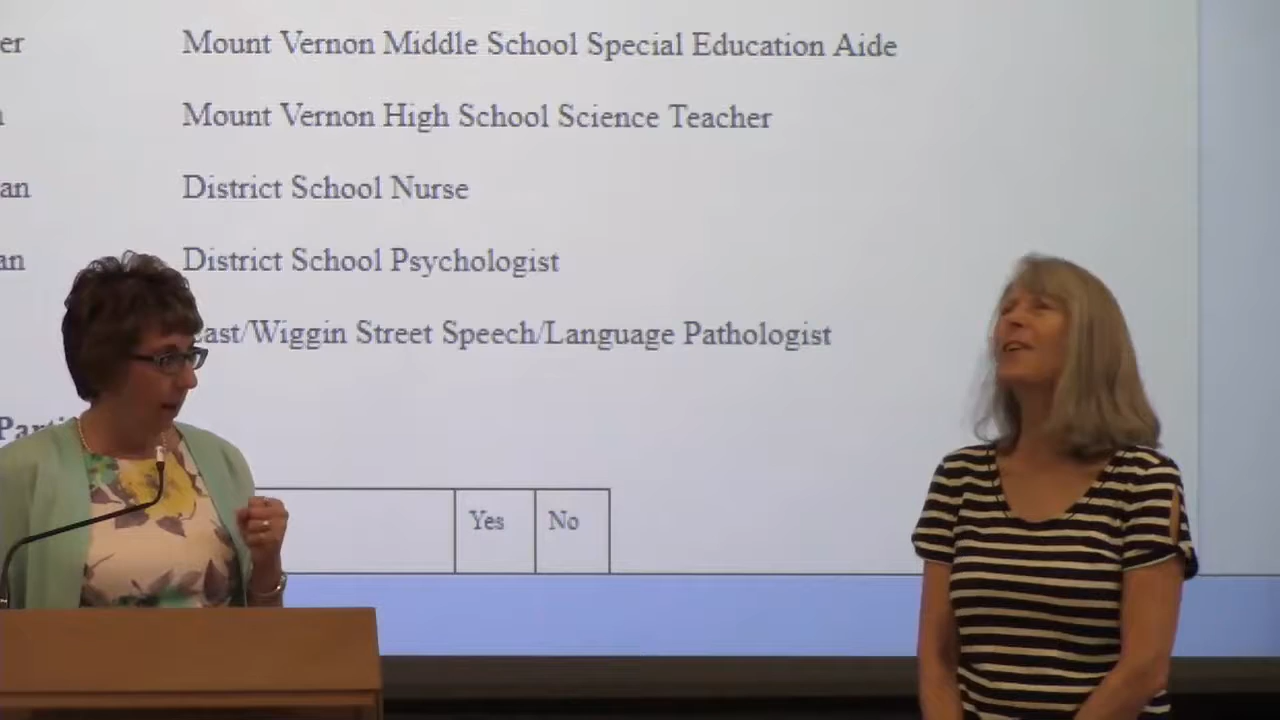 er Mount Vernon Middle School Special Education Aide
Mount Vernon High School Science Teacher
an District School Nurse
an District School Psychologist
East/Wiggin Street Speech/Language Pathologist
Yes No